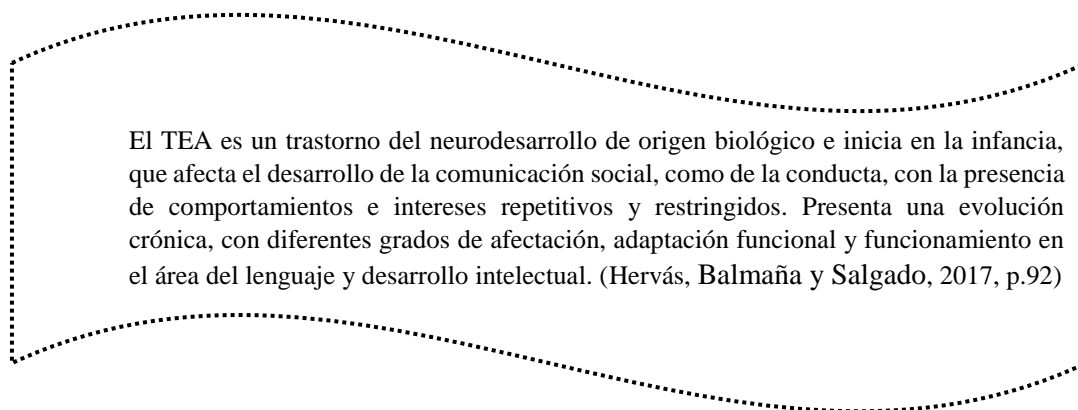 El TEA es un trastorno del neurodesarrollo de origen biológico e inicia en la infancia,
que afecta el desarrollo de la comunicación social, como de la conducta, con la presencia
de comportamientos e intereses repetitivos y restringidos. Presenta una evolución
crónica, con diferentes grados de afectación, adaptación funcional y funcionamiento en
el área del lenguaje y desarrollo intelectual. (Hervás, Balmaña y Salgado, 2017, p.92)